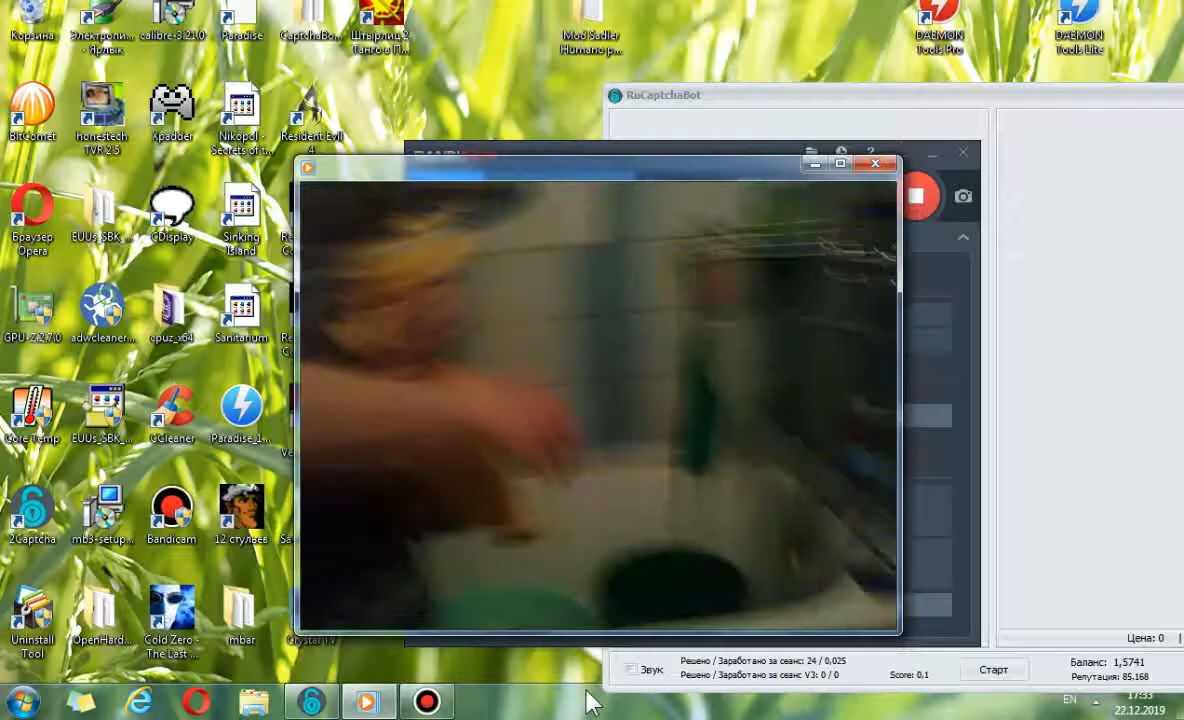 Корзина
Электропи...
- Ярлык
calibre-3.21.0
Paradise
CaptchaBo...
Штырлиц 2
Танго в П...
Mod Sadler
Humano p...
DAEMON
Tools Pro
DAEMON
Tools Lite
BitComet
honestech
TVR 2.5
Xpadder
Nikopol -
Secrets of t...
Resident Evil
4
RuCaptchaBot
Браузер
Opera
EUUs_SBK_...
CDisplay
Sinking
Island
GPU-Z.2.7.0
adwcleaner...
cpuz_x64
Sanitarium
Core Temp
EUUs_SBK_...
CCleaner
Paradise_1...
2Captcha
mb3-setup...
Bandicam
12 стульев
Uninstall
Tool
OpenHard...
Cold Zero -
The Last ...
mbar
Crystal TV
Цена: 0
Звук
Решено / Заработано за сеанс: 24 / 0,025
Решено / Заработано за сеанс V3: 0 / 0
Score: 0,1
Старт
Баланс: 1,5741
Репутация: 85.168
EN
17:33
22.12.2019